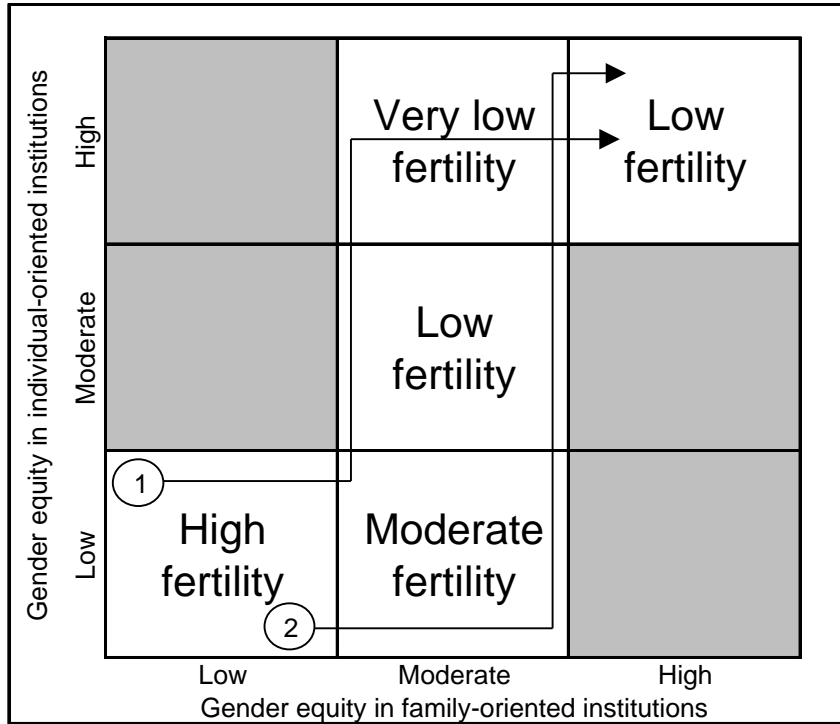 Gender equity in individual-oriented institutions
High
Moderate
Low
Very low
fertility
Low
fertility
Low
fertility
1
High
fertility
2
Moderate
fertility
Low
Moderate
High
Gender equity in family-oriented institutions